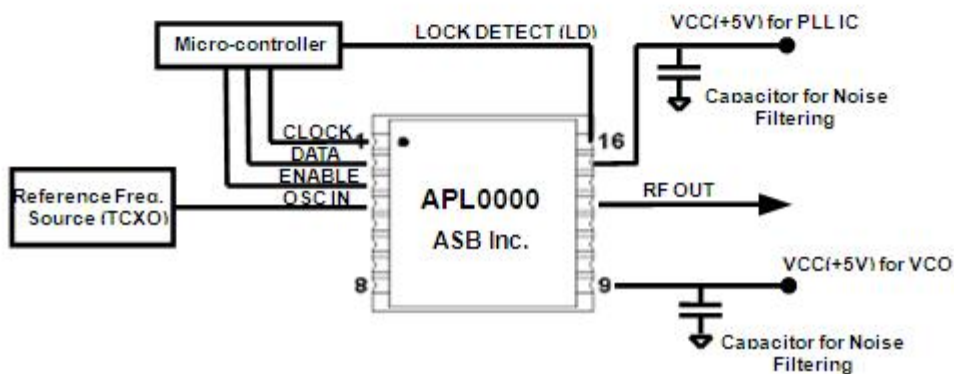 VCC(+5V) for PLL IC
Micro-controller
LOCK DETECT (LD)
Capacitor for Noise
Filtering
CLOCK
1
16
DATA
ENABLE
OSC IN
Reference Freq.
Source (TCXO)
APL0000
ASB Inc.
RF OUT
8
9
VCC(+5V) for VCO
Capacitor for Noise
Filtering